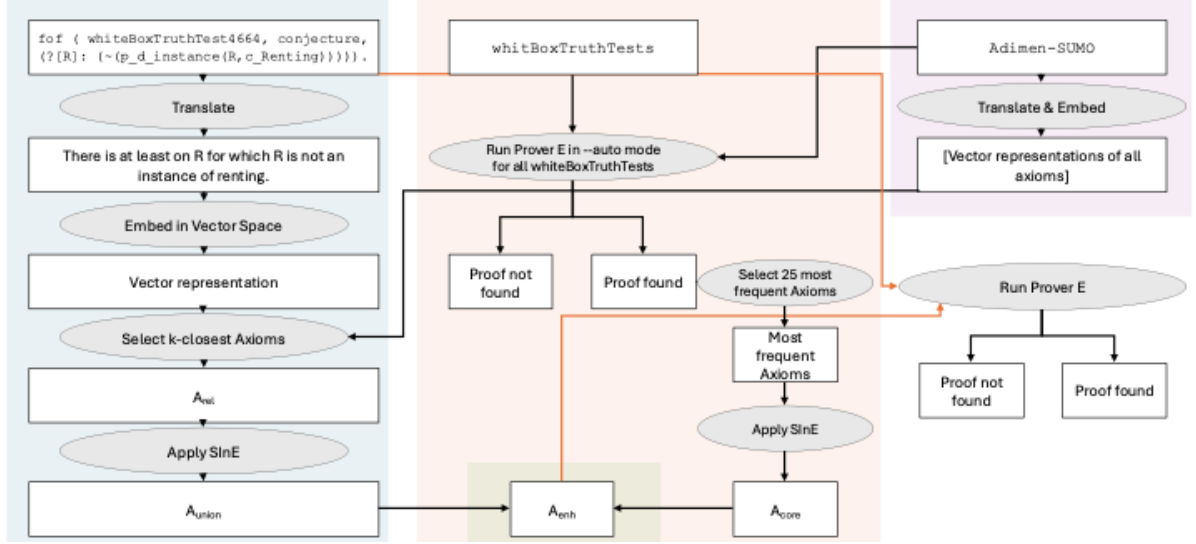 fof ( whiteBoxTruthTest4664, conjecture,
(?[R]: (~(p_d_instance(R,c_Renting))))).
Translate
There is at least on R for which R is not an
instance of renting.
Embed in Vector Space
Vector representation
Select k-closest Axioms
Arel
Apply SInE
Aunion
whitBoxTruthTests
Run Prover E in --auto mode
for all whiteBoxTruthTests
Proof not
found
Proof found
Select 25 most
frequent Axioms
Most
frequent
Axioms
Apply SInE
Aenh
Acore
Adimen-SUMO
Translate & Embed
[Vector representations of all
axioms]
Run Prover E
Proof not
found
Proof found